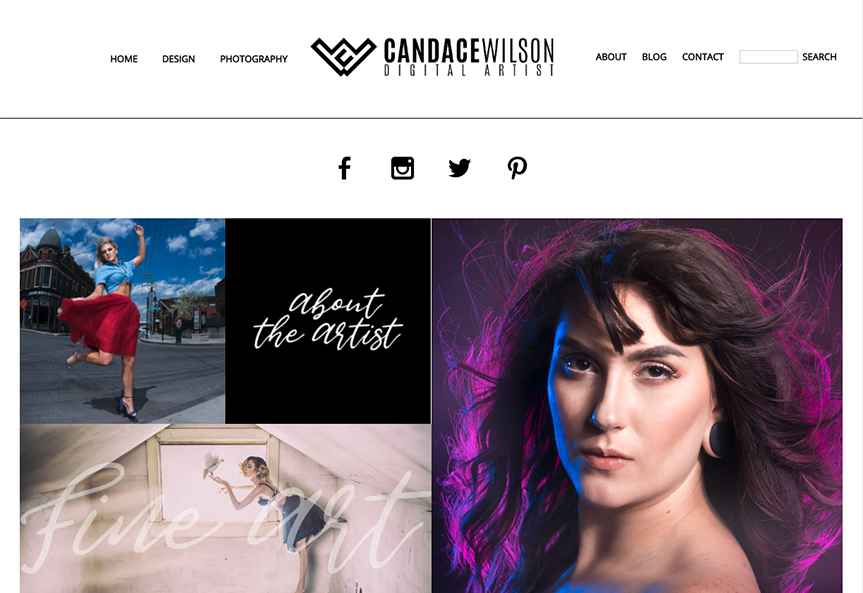 HOME DESIGN PHOTOGRAPHY CANDACEWILSON ABOUT BLOG CONTACT SEARCH
DIGITAL ARTIST
about
the artist
fine art